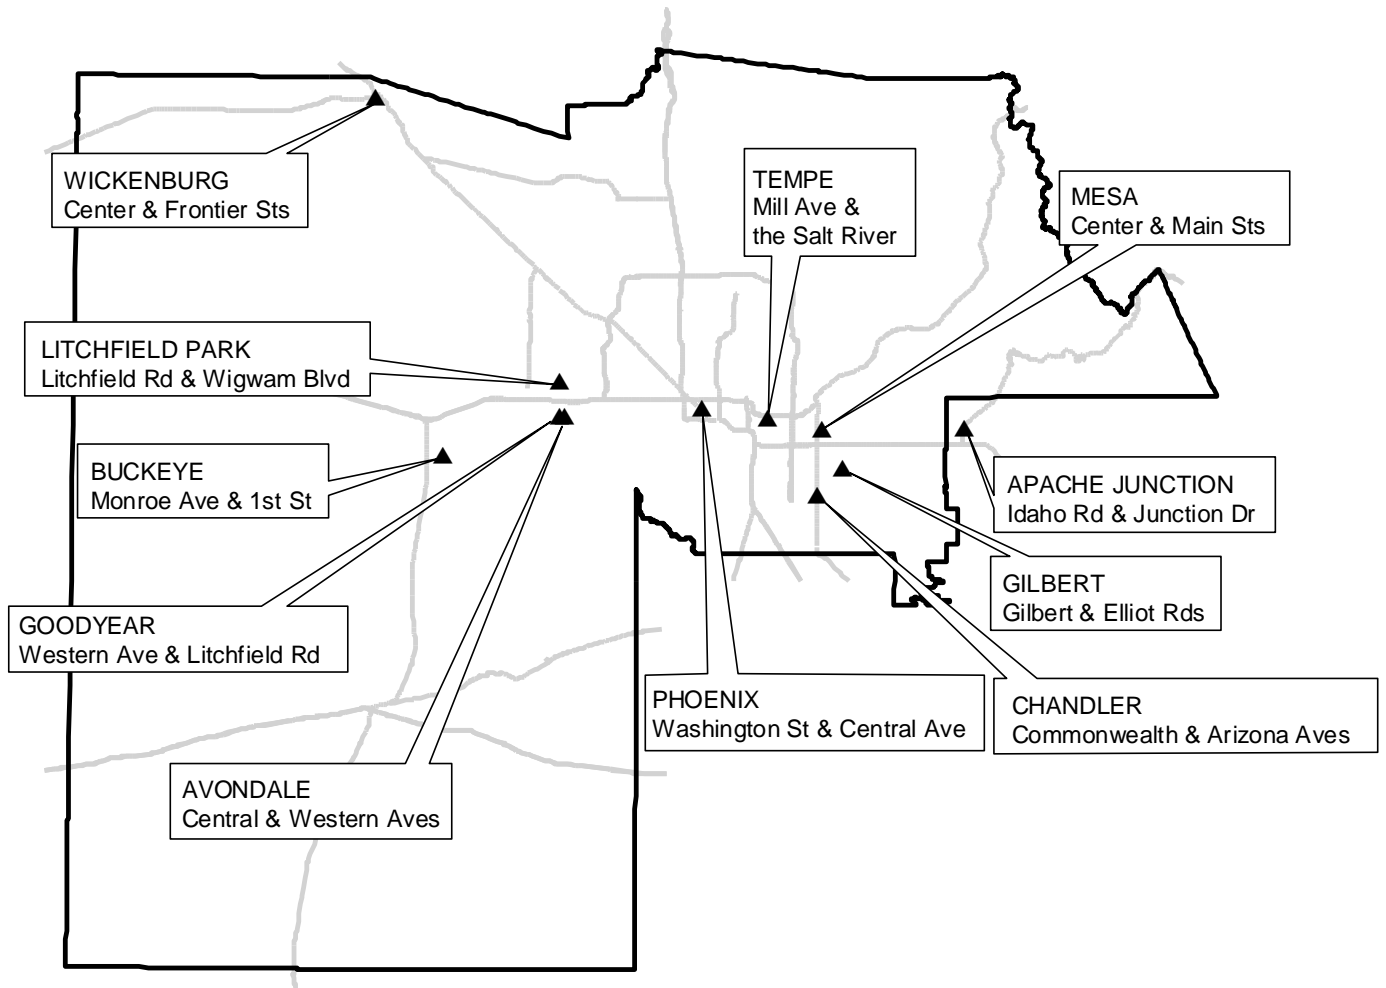 WICKENBURG
Center & Frontier Sts
TEMPE
Mill Ave &
the Salt River
MESA
Center & Main Sts
LITCHFIELD PARK
Litchfield Rd & Wigwam Blvd
BUCKEYE
Monroe Ave & 1st St
APACHE JUNCTION
Idaho Rd & Junction Dr
GILBERT
Gilbert & Elliot Rds
GOODYEAR
Western Ave & Litchfield Rd
PHOENIX
Washington St & Central Ave
CHANDLER
Commonwealth & Arizona Aves
AVONDALE
Central & Western Aves